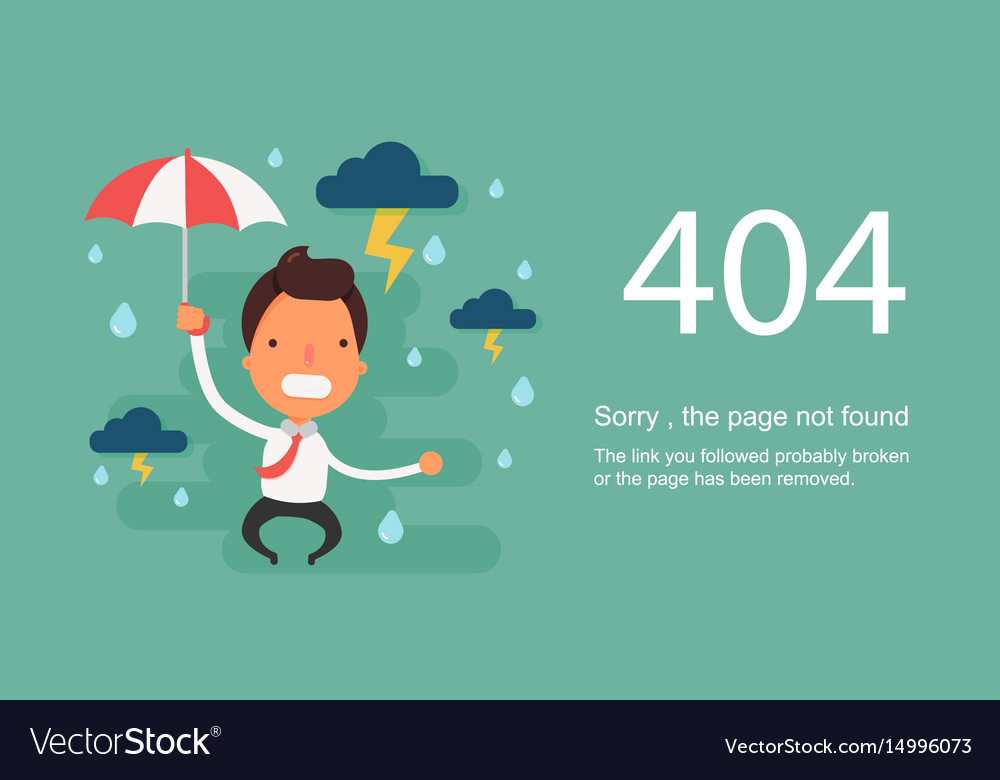 404
Sorry , the page not found
The link you followed probably broken
or the page has been removed.
VectorStock®
VectorStock.com/14996073